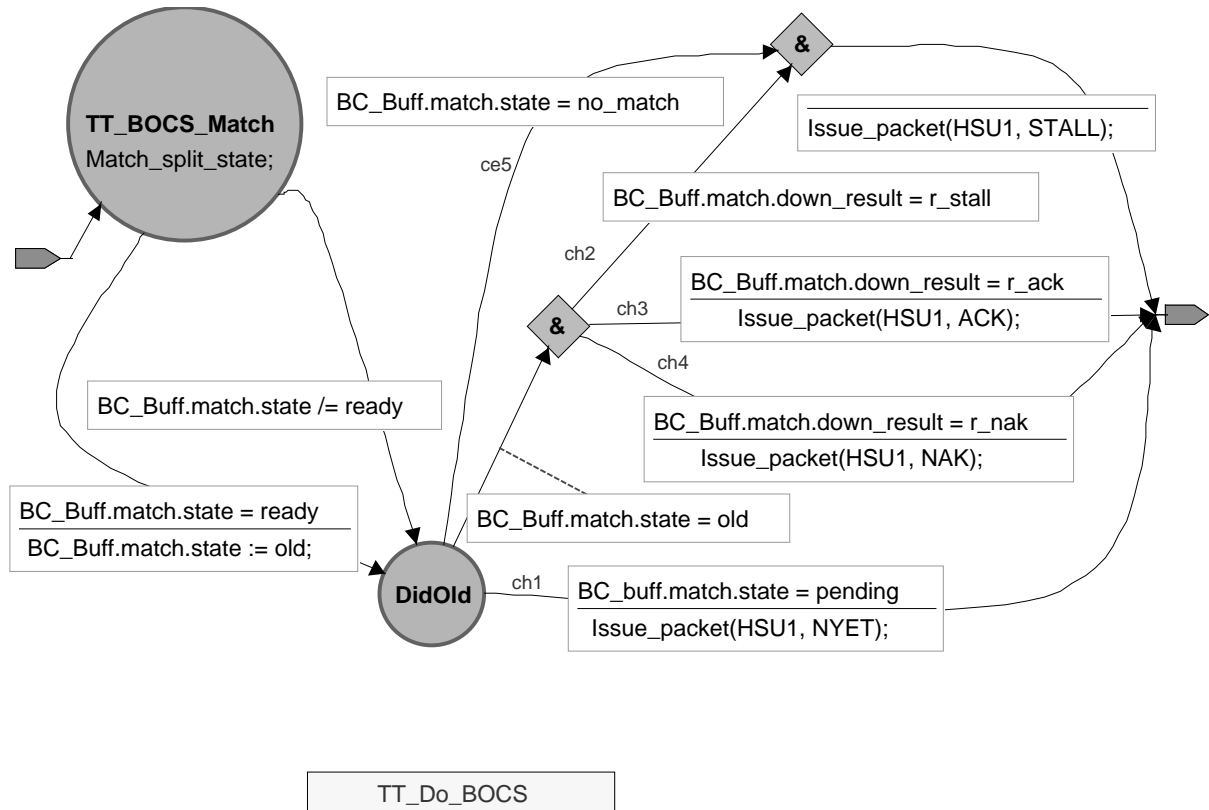 &
BC_Buff.match.state = no_match
TT_BOCS_Match
Match_split_state;
Issue_packet(HSU1, STALL);
ce5
BC_Buff.match.down_result = r_stall
ch2
BC_Buff.match.down_result = r_ack
ch3
Issue_packet(HSU1, ACK);
&
ch4
BC_Buff.match.state /= ready
BC_Buff.match.down_result = r_nak
Issue_packet(HSU1, NAK);
BC_Buff.match.state = ready
BC_Buff.match.state = old
BC_Buff.match.state := old;
ch1
BC_buff.match.state = pending
DidOld
Issue_packet(HSU1, NYET);
TT_Do_BOCS